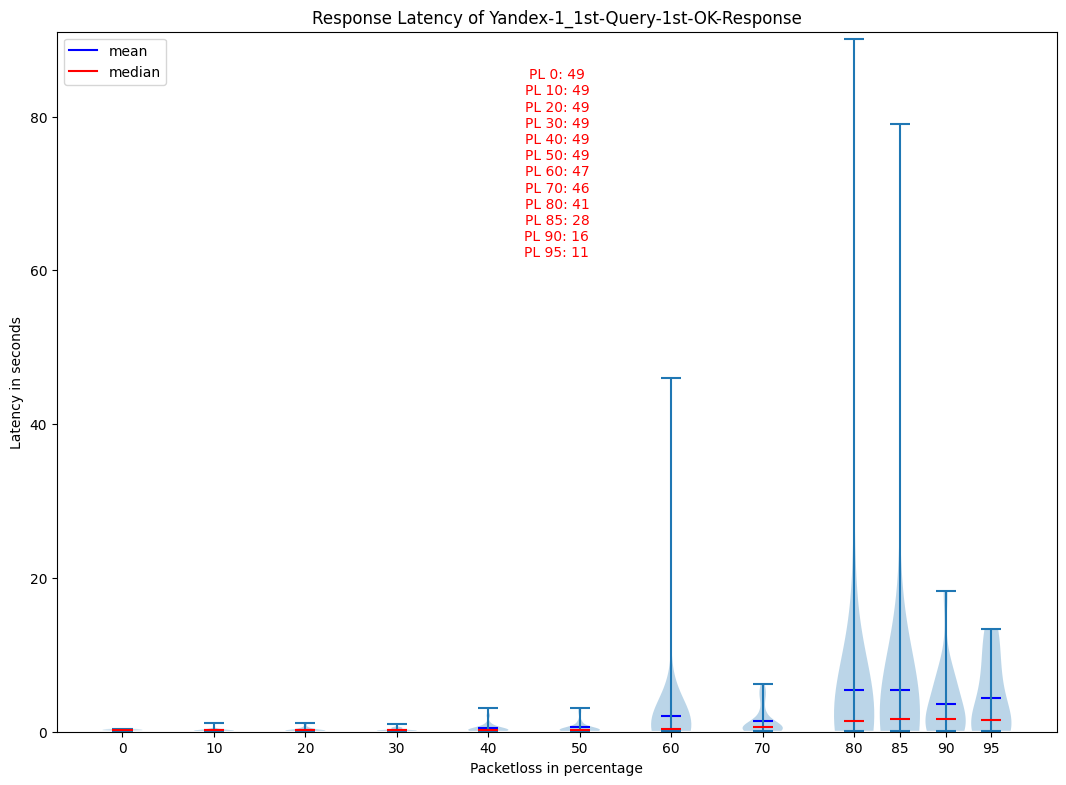 Response Latency of Yandex-1_1st-Query-1st-OK-Response
mean
median
PL 0: 49
PL 10: 49
PL 20: 49
PL 30: 49
PL 40: 49
PL 50: 49
PL 60: 47
PL 70: 46
PL 80: 41
PL 85: 28
PL 90: 16
PL 95: 11
Latency in seconds
80
60
40
20
0
0 10 20 30 40 50 60 70 80 85 90 95
Packetloss in percentage